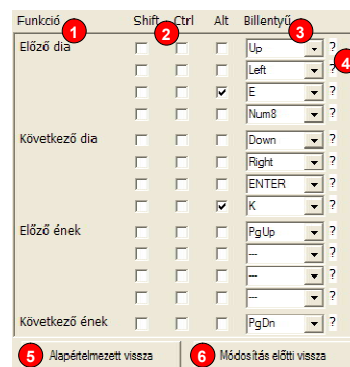 Funkció 1 Shift 2 Ctrl Alt Billentyű 3
Előző dia Up ? 4
Left ?
E ?
Num8 ?
Következő dia Down ?
Right ?
ENTER ?
K ?
Előző ének PgUp ?
--- ?
--- ?
--- ?
Következő ének PgDn ?
5 Alapértelmezett vissza 6 Módosítás előtti vissza